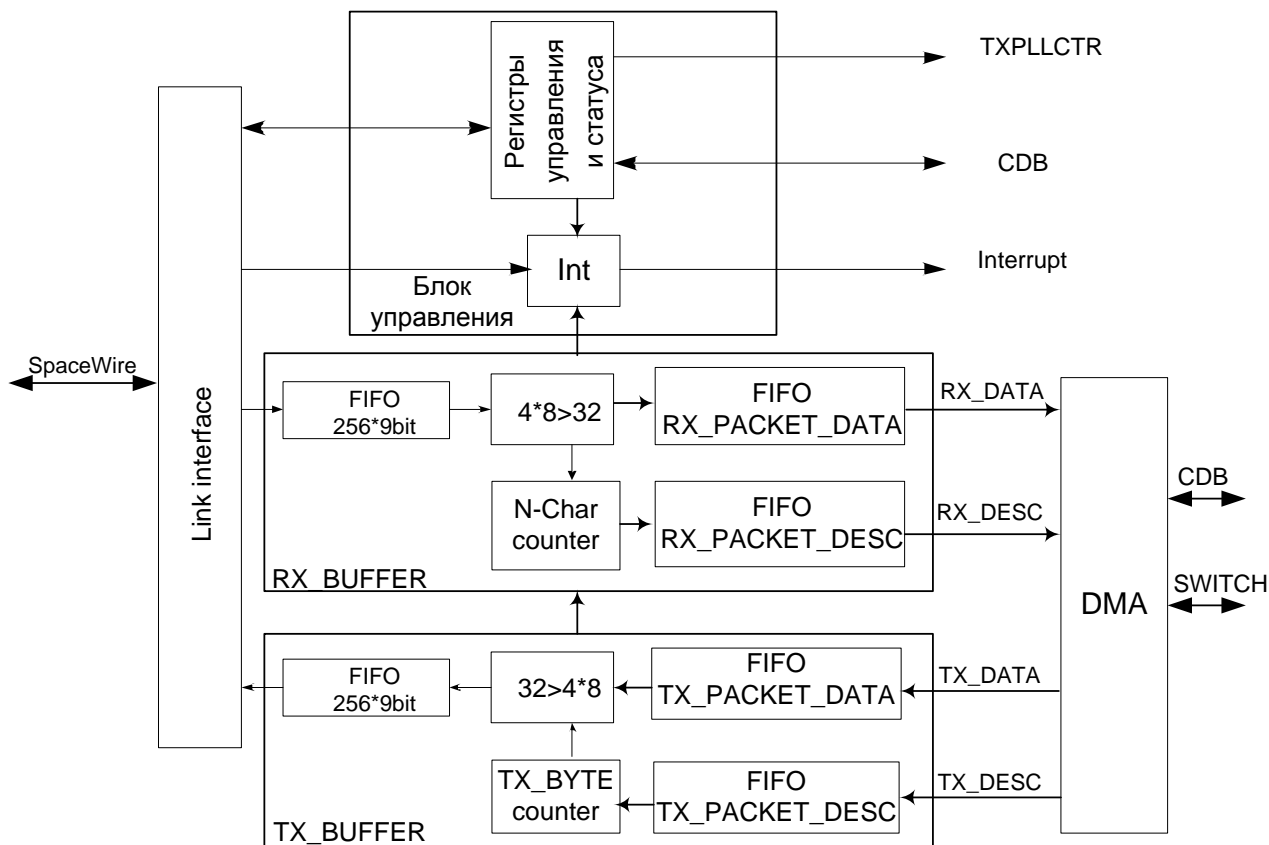 TXPLLCTR
Регистры
управления
и статуса
CDB
Int
Interrupt
Блок
управления
SpaceWire
Link interface
FIFO
256*9bit
4*8>32
FIFO
RX_PACKET_DATA
RX_DATA
N-Char
counter
FIFO
RX_PACKET_DESC
RX_DESC
RX_BUFFER
CDB
SWITCH
DMA
FIFO
256*9bit
32>4*8
FIFO
TX_PACKET_DATA
TX_DATA
TX_BYTE
counter
FIFO
TX_PACKET_DESC
TX_DESC
TX_BUFFER